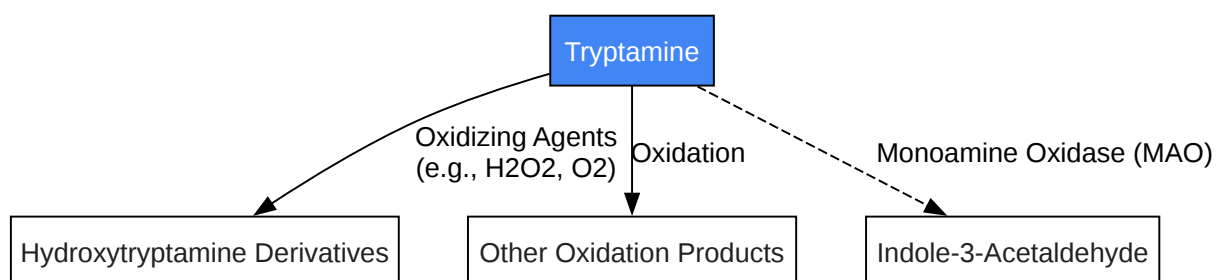 Tryptamine
Oxidizing Agents
(e.g., H2O2, O2)
Oxidation
Monoamine Oxidase (MAO)
Hydroxytryptamine Derivatives
Other Oxidation Products
Indole-3-Acetaldehyde